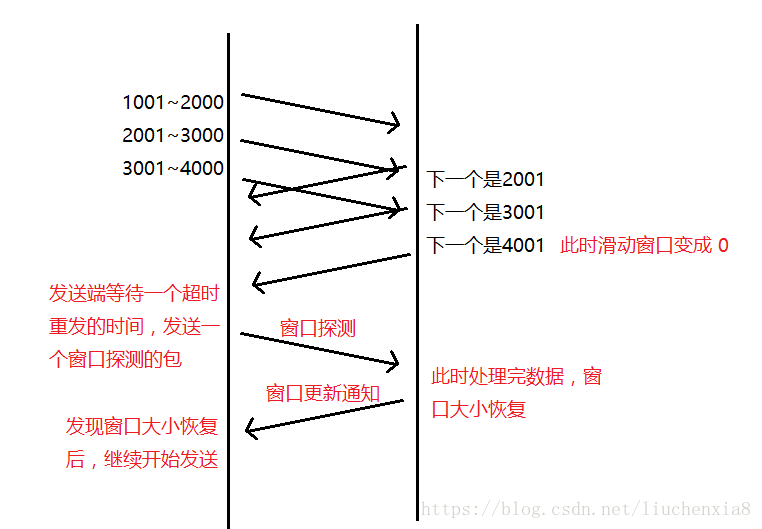 1001~2000
2001~3000
3001~4000
下一个是2001
下一个是3001
下一个是4001 此时滑动窗口变成 0
发送端等待一个超时
重发的时间，发送一
个窗口探测的包
窗口探测
此时处理完数据，窗
口大小恢复
窗口更新通知
发现窗口大小恢复
后，继续开始发送
https://blog.csdn.net/liuchenxia8